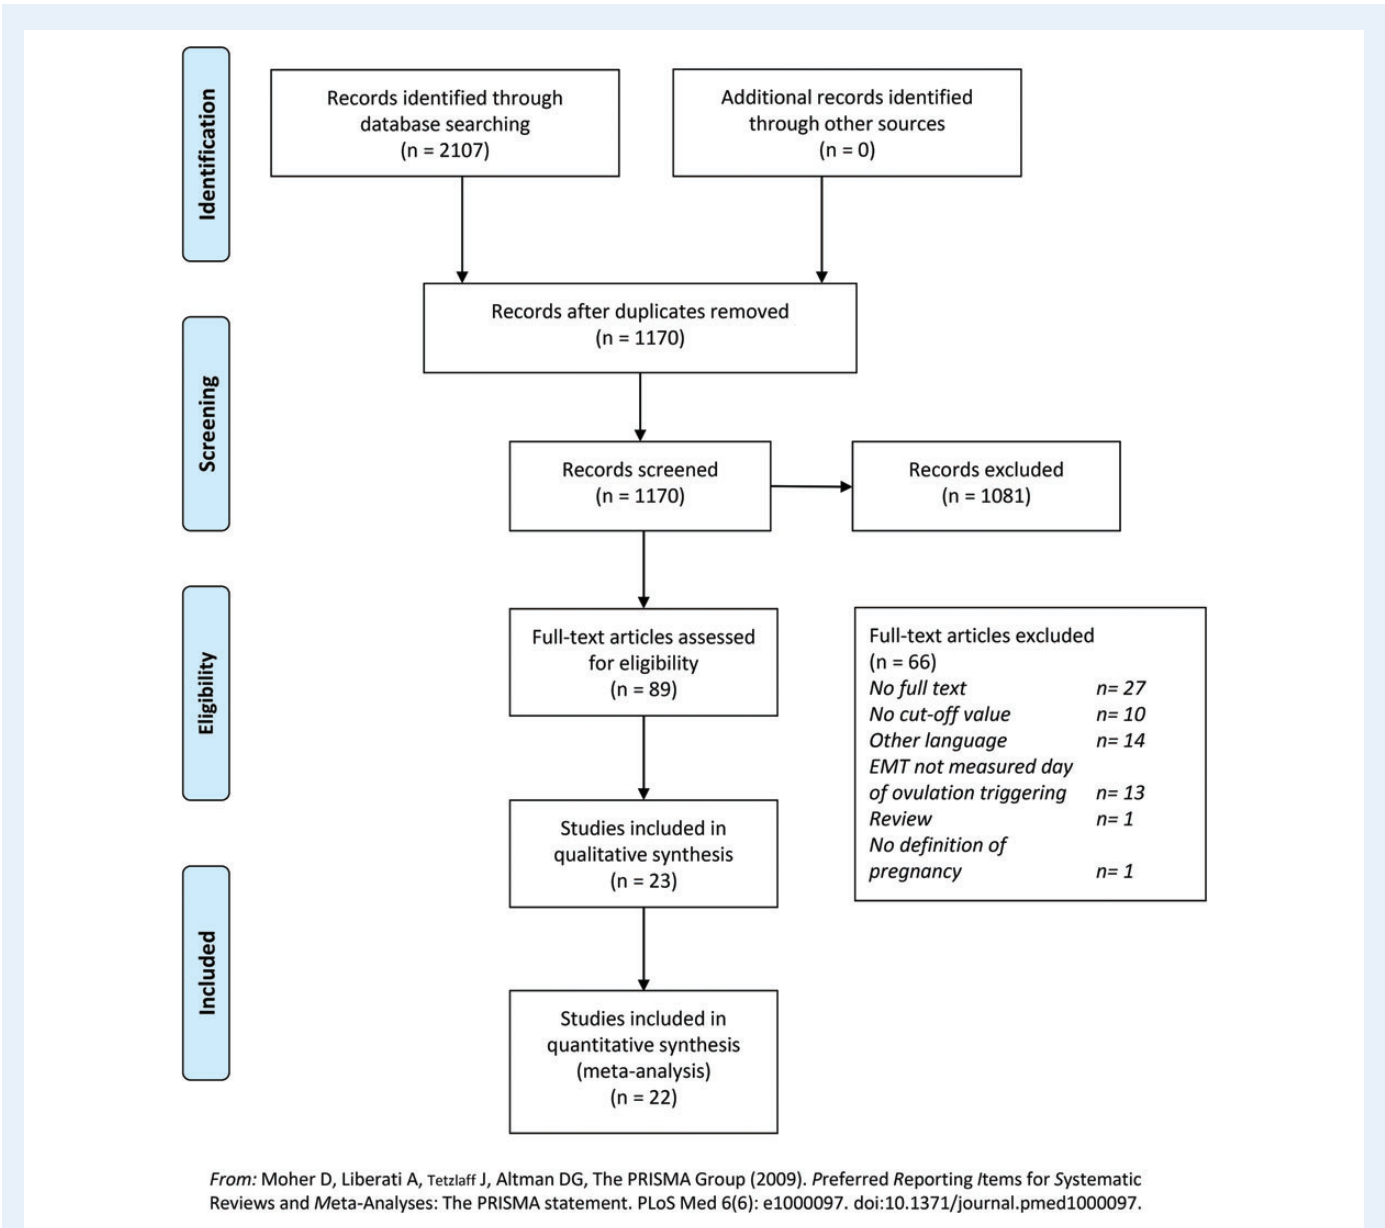 Identification
Records identified through
database searching
(n = 2107)
Additional records identified
through other sources
(n = 0)
Records after duplicates removed
(n = 1170)
Screening
Records screened
(n = 1170)
Records excluded
(n = 1081)
Eligibility
Full-text articles assessed
for eligibility
(n = 89)
Full-text articles excluded
(n = 66)
No full text n= 27
No cut-off value n= 10
Other language n= 14
EMT not measured day
of ovulation triggering n= 13
Review n= 1
No definition of
pregnancy n= 1
Studies included in
qualitative synthesis
(n = 23)
Included
Studies included in
quantitative synthesis
(meta-analysis)
(n = 22)
From: Moher D, Liberati A, Tetzlaff J, Altman DG, The PRISMA Group (2009). Preferred Reporting Items for Systematic
Reviews and Meta-Analyses: The PRISMA statement. PLoS Med 6(6): e1000097. doi:10.1371/journal.pmed1000097.